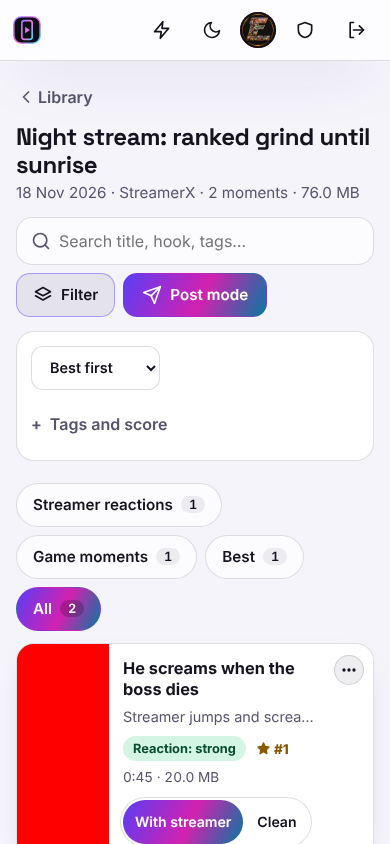 Library
Night stream: ranked grind until
sunrise
18 Nov 2026 · StreamerX · 2 moments · 76.0 MB
Search title, hook, tags...
Filter
Post mode
Best first
+ Tags and score
Streamer reactions 1
Game moments 1
Best 1
All 2
He screams when the
boss dies
Streamer jumps and screa...
Reaction: strong
#1
0:45 · 20.0 MB
With streamer
Clean